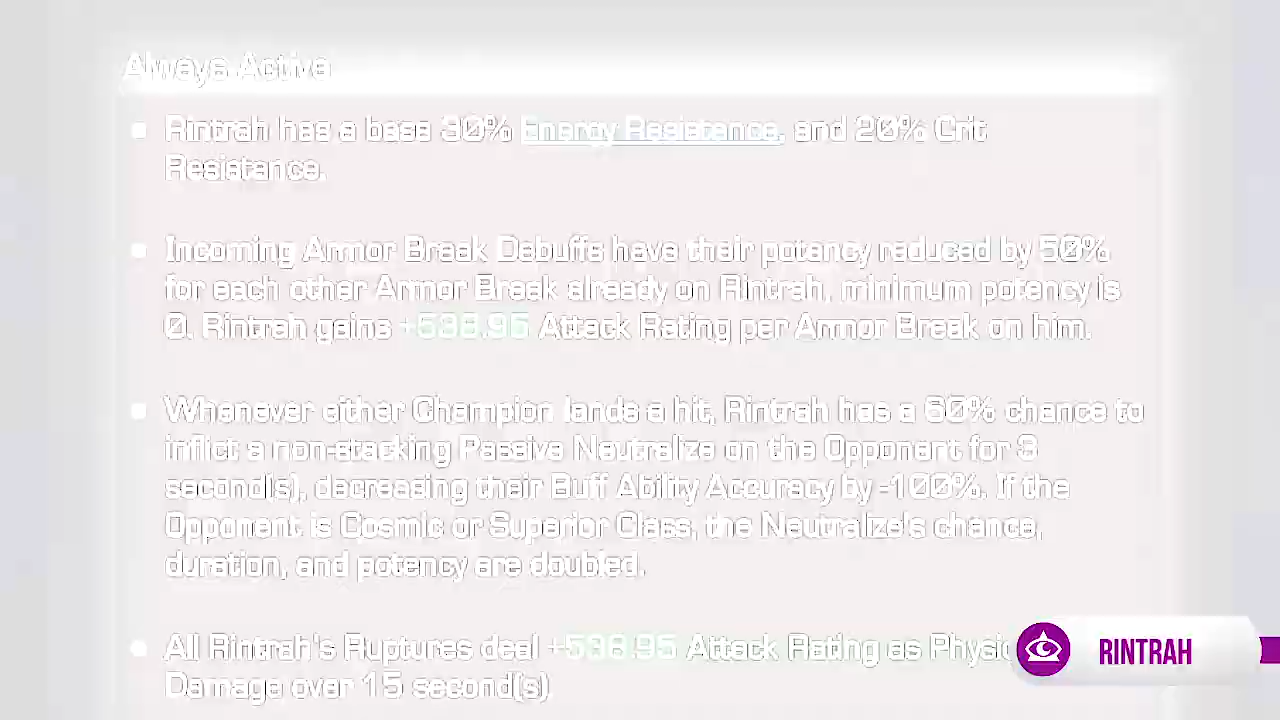 Always Active
Rintrah has a base 30% Energy Resistance, and 20% Crit
Resistance.
Incoming Armor Break Debuffs have their potency reduced by 50%
for each other Armor Break already on Rintrah, minimum potency is
0. Rintrah gains +538.95 Attack Rating per Armor Break on him.
Whenever either Champion lands a hit, Rintrah has a 60% chance to
inflict a non-stacking Passive Neutralize on the Opponent for 3
second(s), decreasing their Buff Ability Accuracy by -100%. If the
Opponent is Cosmic or Superior Class, the Neutralize's chance,
duration, and potency are doubled.
All Rintrah's Ruptures deal Attack Rating as
Damage over 15 second(s).
RINTRAH